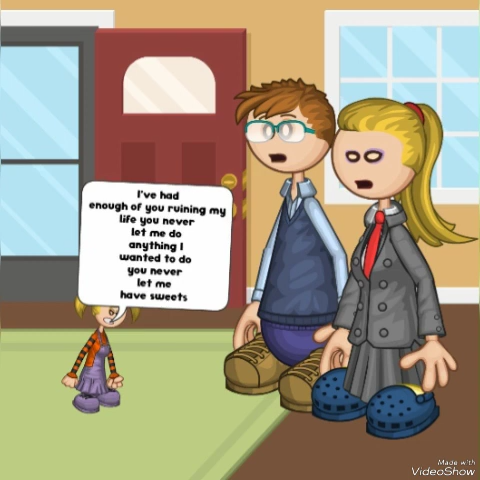 I've had
enough of you ruining my
life you never
let me do
anything I
wanted to do
you never
let me
have sweets
Made with
VideoShow